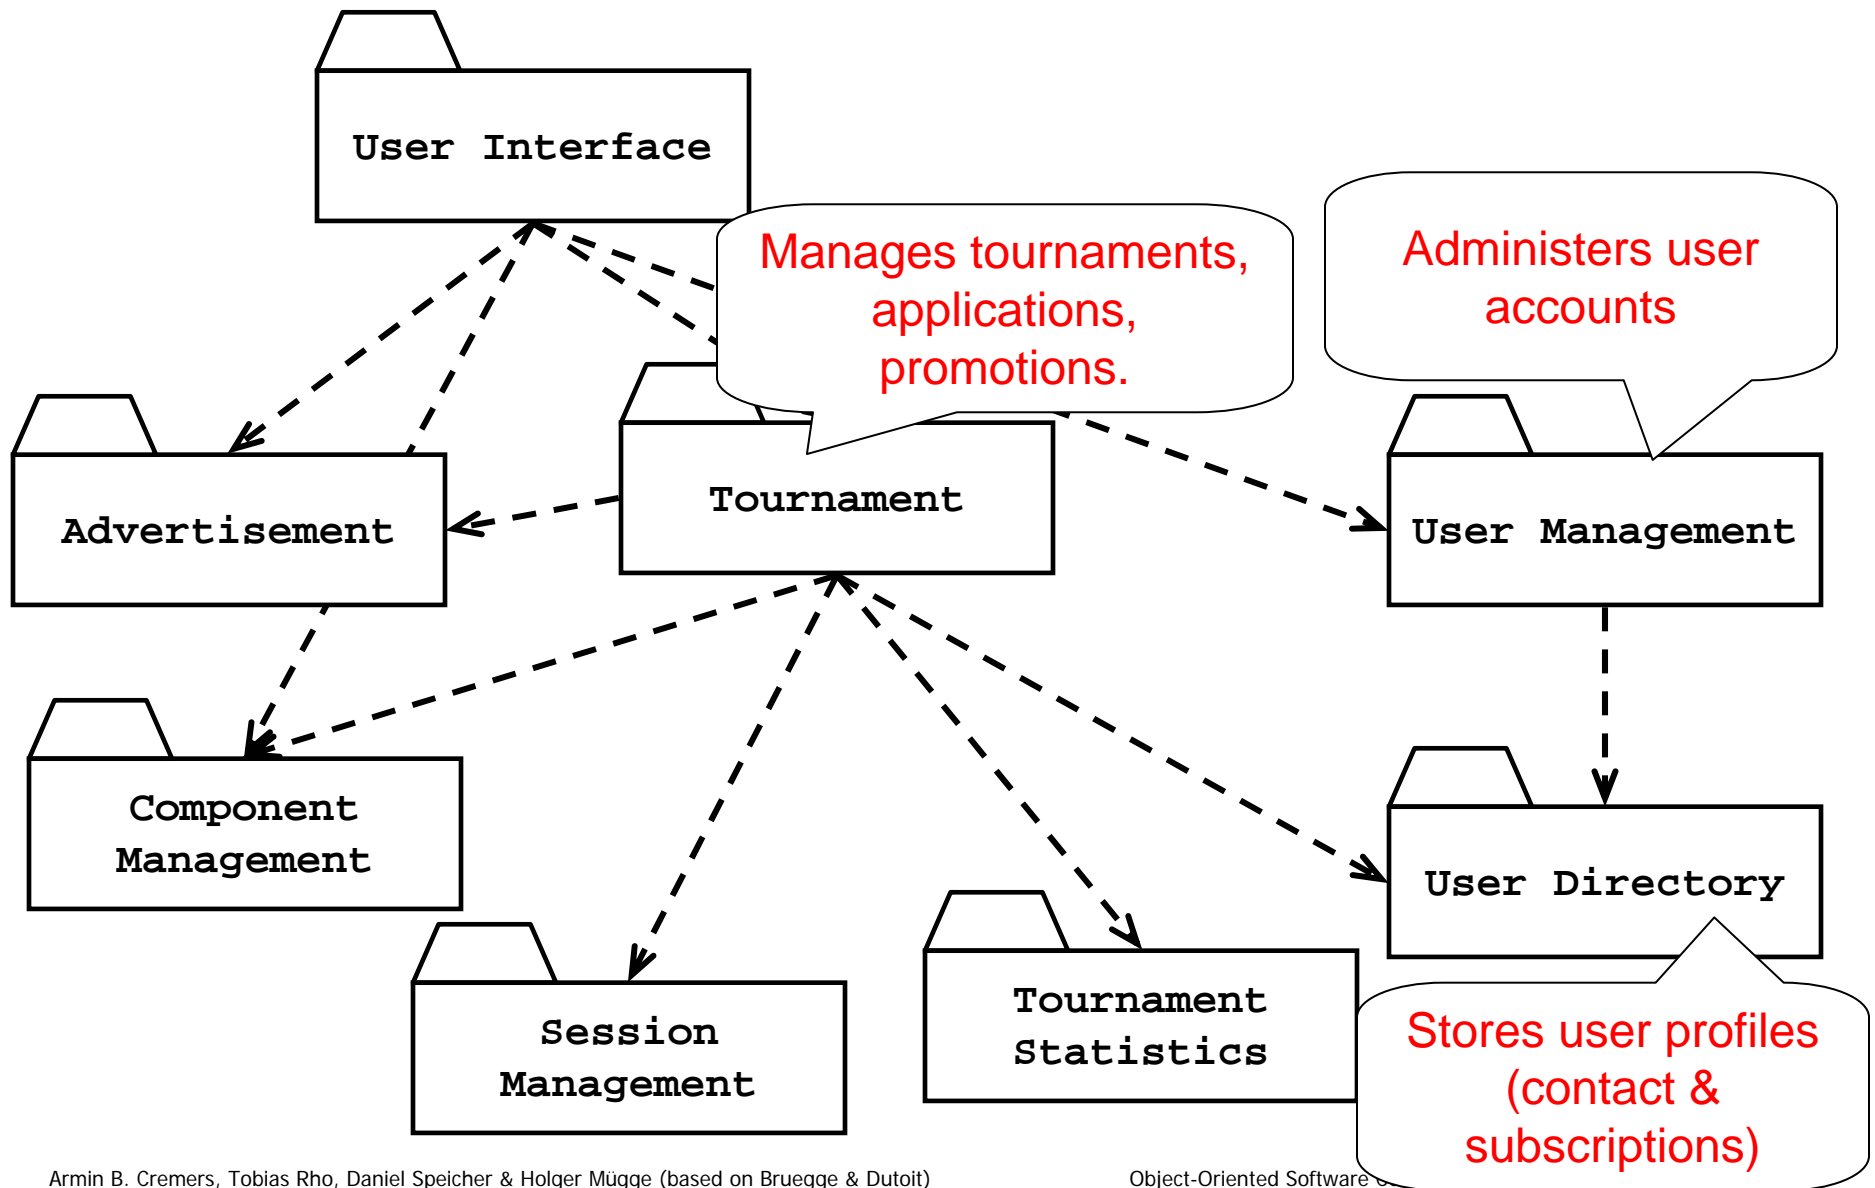 User Interface
Manages tournaments,
applications,
promotions.
Administers user
accounts
Advertisement
Tournament
User Management
Component
Management
User Directory
Session
Management
Tournament
Statistics
Stores user profiles
(contact &
subscriptions)
Armin B. Cremers, Tobias Rho, Daniel Speicher & Holger Mügge (based on Bruegge & Dutoit)
Object-Oriented Software